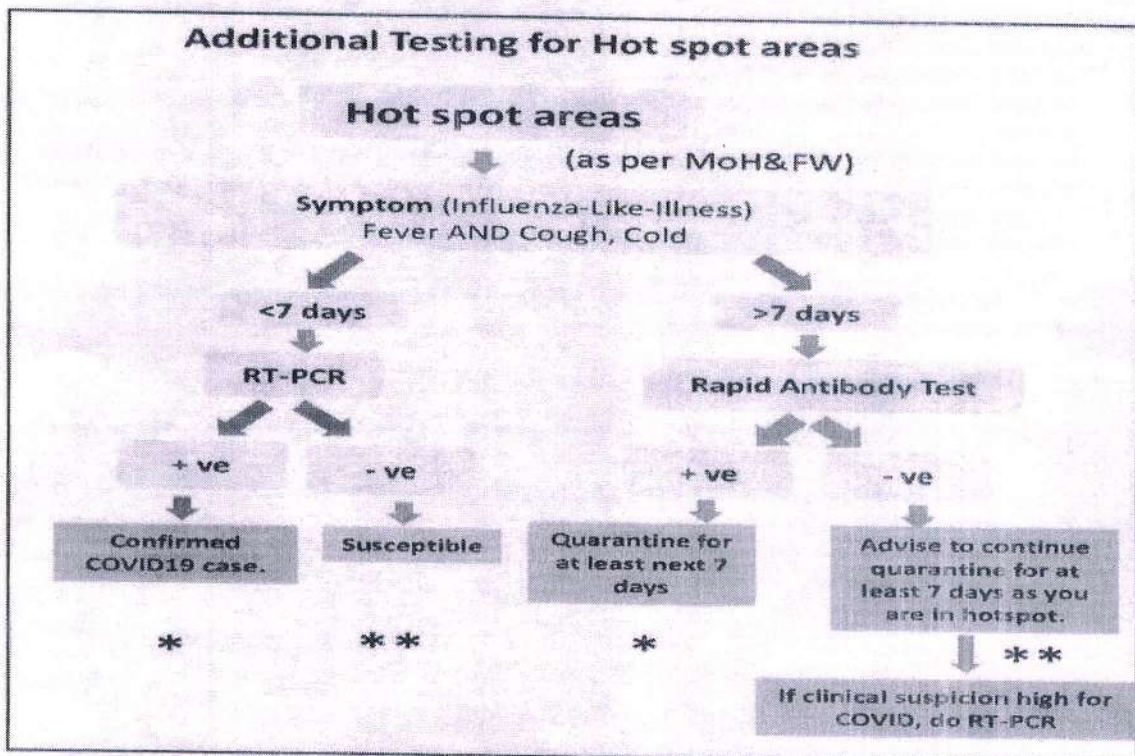 Additional Testing for Hot spot areas
Hot spot areas
(as per MoH&FW)
Symptom (Influenza-Like-Illness)
Fever AND Cough, Cold
<7 days
>7 days
RT-PCR
Rapid Antibody Test
+ ve
- ve
+ ve
- ve
Confirmed
COVID19 case.
Susceptible
Quarantine for
at least next 7
days
Advise to continue
quarantine for at
least 7 days as you
are in hotspot.
*
**
*
**
If clinical suspicion high for
COVID, do RT-PCR